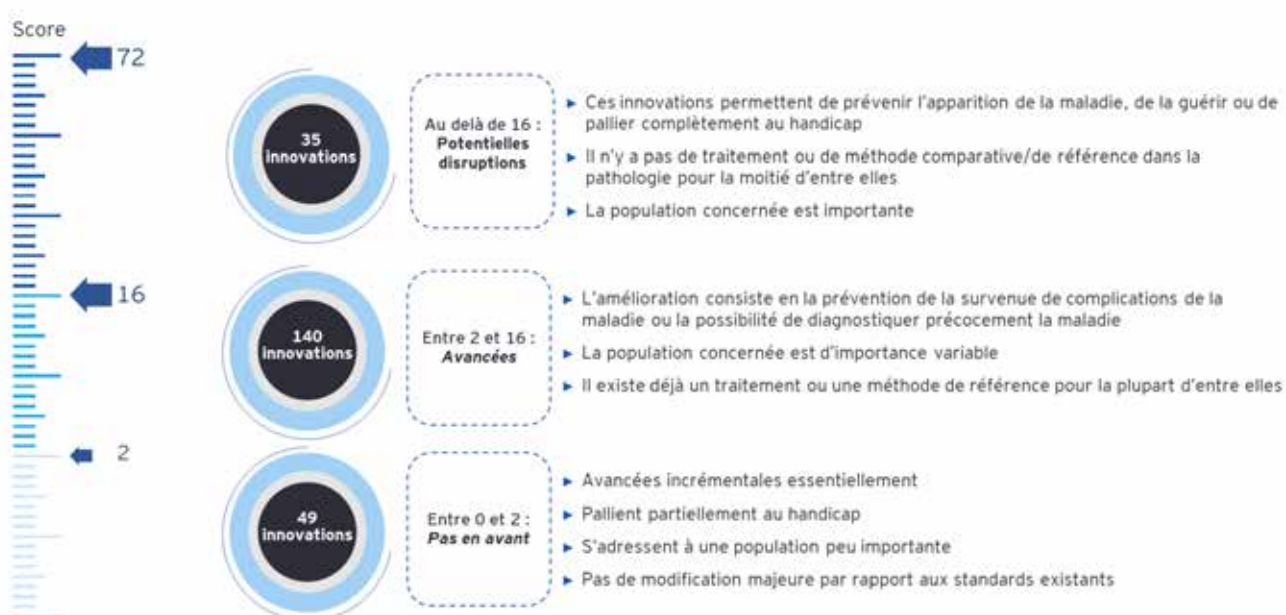 Score
72
35
innovations
Au delà de 16 :
Potentielles
disruptions
► Ces innovations permettent de prévenir l'apparition de la maladie, de la guérir ou de
pallier complètement au handicap
► Il n'y a pas de traitement ou de méthode comparative/de référence dans la
pathologie pour la moitié d'entre elles
► La population concernée est importante
16
140
innovations
Entre 2 et 16 :
Avancées
► L'amélioration consiste en la prévention de la survenue de complications de la
maladie ou la possibilité de diagnostiquer précocement la maladie
► La population concernée est d'importance variable
► Il existe déjà un traitement ou une méthode de référence pour la plupart d'entre elles
2
49
innovations
Entre 0 et 2 :
Pas en avant
► Avancées incrémentales essentiellement
► Pallient partiellement au handicap
► S'adressent à une population peu importante
► Pas de modification majeure par rapport aux standards existants